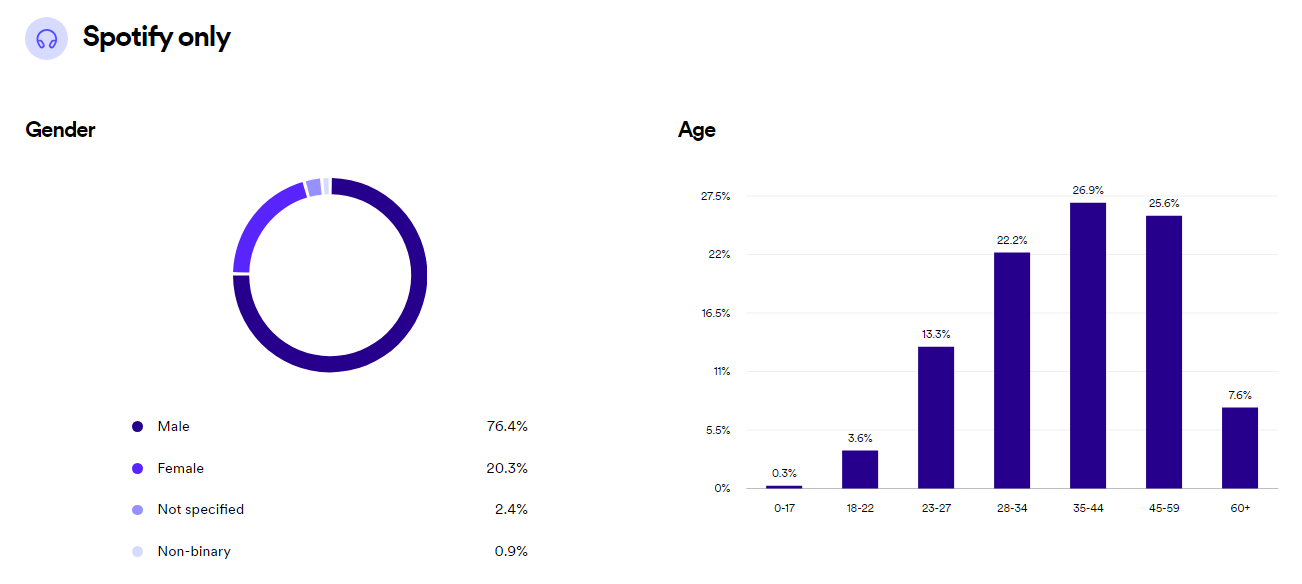 Spotify only
Gender
Male 76.4%
Female 20.3%
Not specified 2.4%
Non-binary 0.9%
Age
27.5%
22%
16.5%
11%
5.5%
0%
0.3% 3.6% 13.3% 22.2% 26.9% 25.6% 7.6%
0-17 18-22 23-27 28-34 35-44 45-59 60+